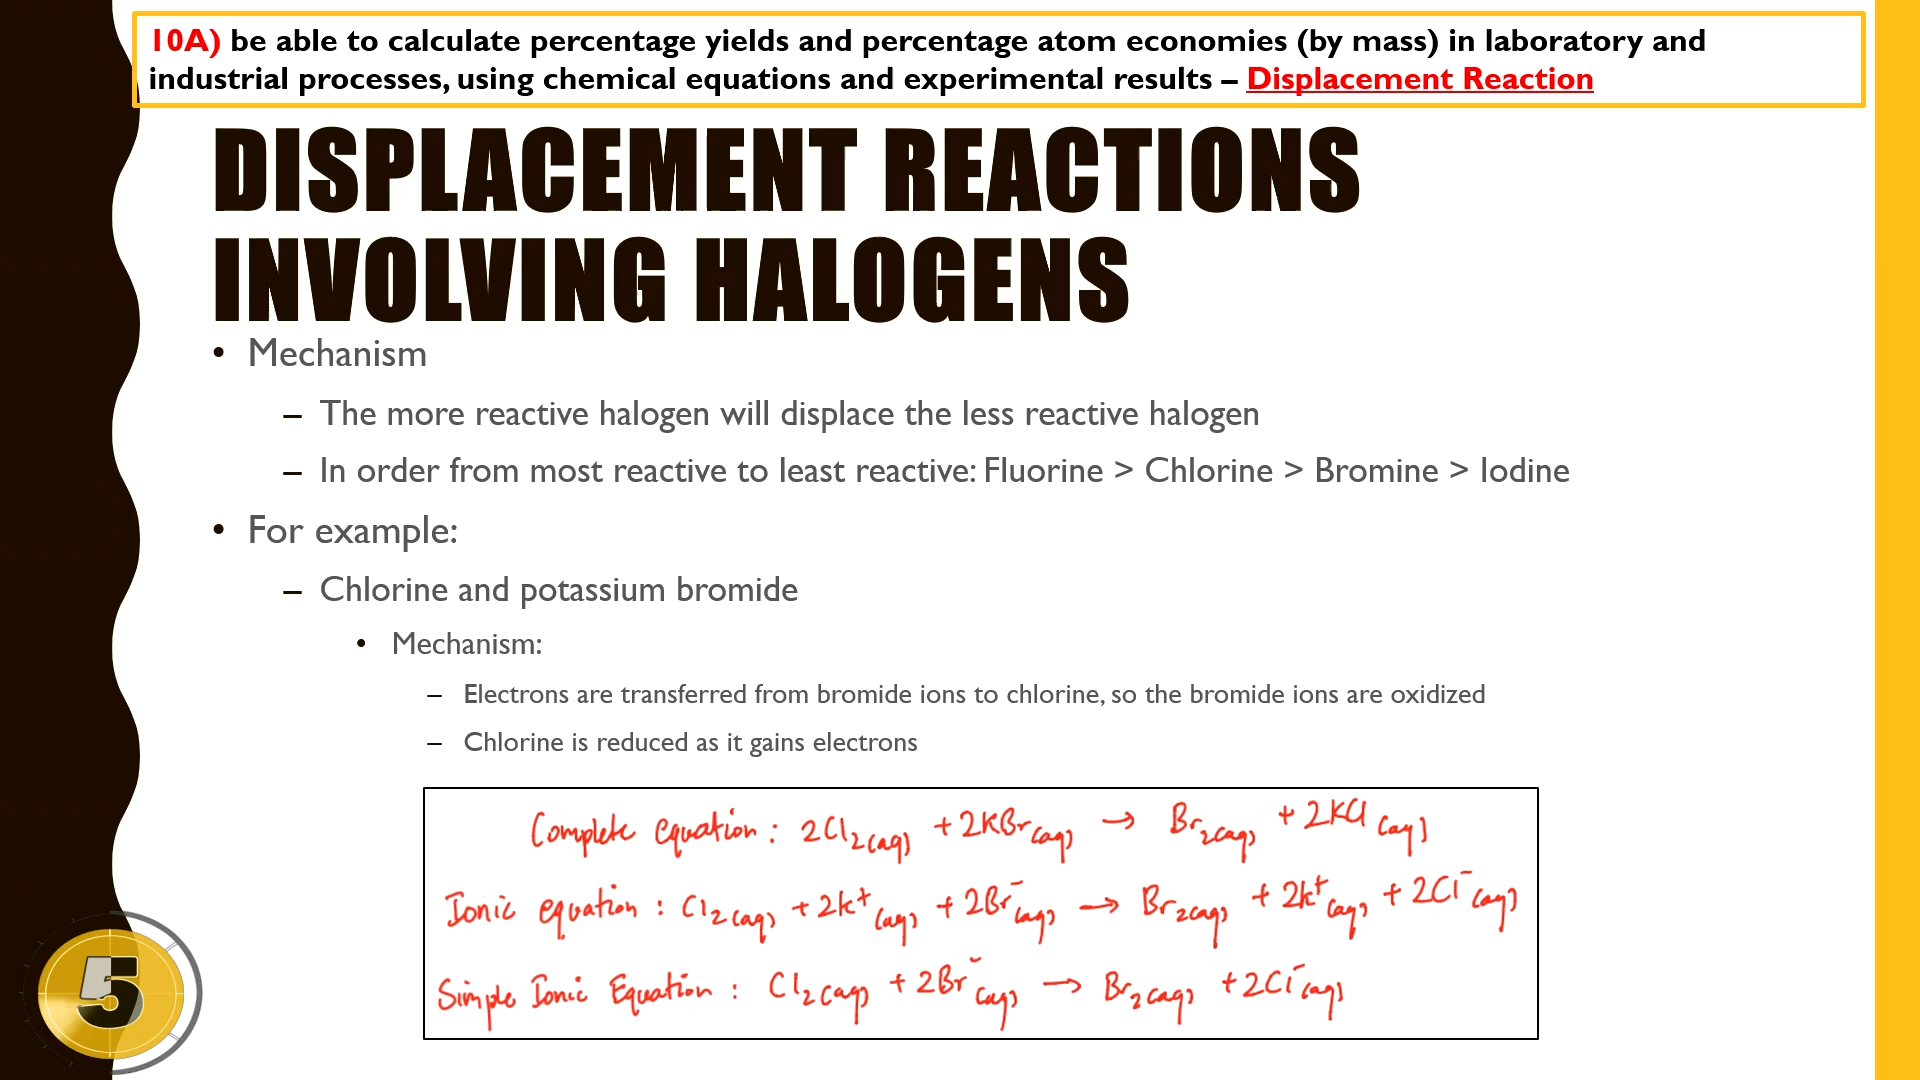 10A) be able to calculate percentage yields and percentage atom economies (by mass) in laboratory and
industrial processes, using chemical equations and experimental results – Displacement Reaction
DISPLACEMENT REACTIONS
INVOLVING HALOGENS
• Mechanism
– The more reactive halogen will displace the less reactive halogen
– In order from most reactive to least reactive: Fluorine > Chlorine > Bromine > Iodine
• For example:
– Chlorine and potassium bromide
• Mechanism:
– Electrons are transferred from bromide ions to chlorine, so the bromide ions are oxidized
– Chlorine is reduced as it gains electrons
Complete equation : 2Cl₂(aq) + 2KBr(aq) → Br₂(aq) + 2KCl (aq)
Ionic equation : Cl₂(aq) + 2K⁺(aq) + 2Br⁻(aq) → Br₂(aq) + 2K⁺(aq) + 2Cl⁻(aq)
Simple Ionic Equation : Cl₂(aq) + 2Br⁻(aq) → Br₂(aq) + 2Cl⁻(aq)
5